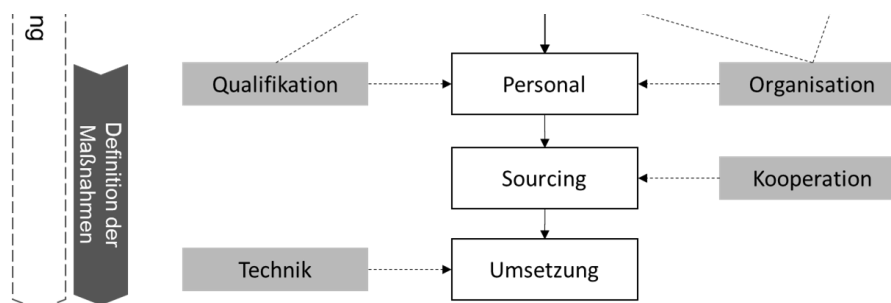 ng
Definition der
Maßnahmen
Qualifikation
Personal
Organisation
Sourcing
Kooperation
Technik
Umsetzung